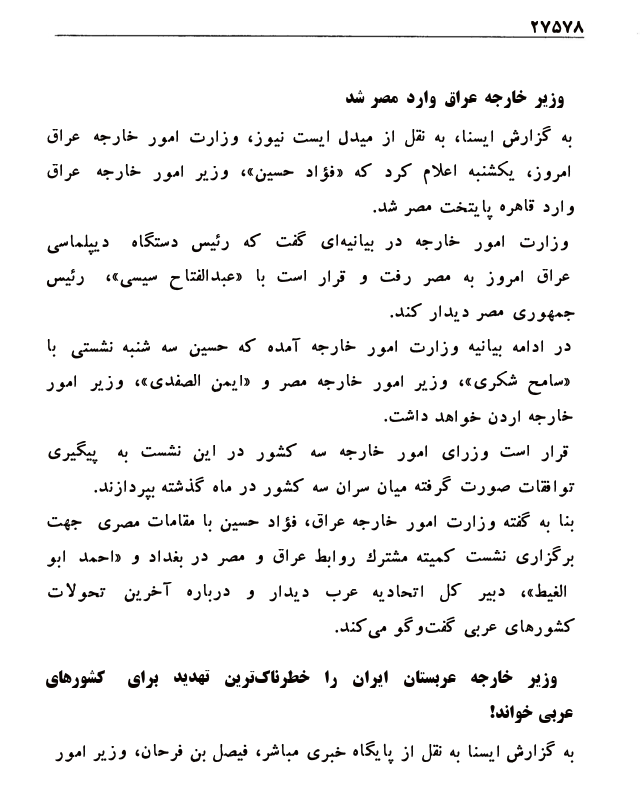 ۲۷۵۷۸
وزیر خارجه عراق وارد مصر شد
به گزارش ایسنا، به نقل از میدل ایست نیوز، وزارت امور خارجه عراق
امروز، یکشنبه اعلام کرد که «فؤاد حسین»، وزیر امور خارجه عراق
وارد قاهره پایتخت مصر شد.
وزارت امور خارجه در بیانیه‌ای گفت که رئیس دستگاه دیپلماسی
عراق امروز به مصر رفت و قرار است با «عبدالفتاح سیسی»، رئیس
جمهوری مصر دیدار کند.
در ادامه بیانیه وزارت امور خارجه آمده که حسین سه شنبه نشستی با
«سامح شکری»، وزیر امور خارجه مصر و «ایمن الصفدی»، وزیر امور
خارجه اردن خواهد داشت.
قرار است وزرای امور خارجه سه کشور در این نشست به پیگیری
توافقات صورت گرفته میان سران سه کشور در ماه گذشته بپردازند.
بنا به گفته وزارت امور خارجه عراق، فؤاد حسین با مقامات مصری جهت
برگزاری نشست کمیته مشترك روابط عراق و مصر در بغداد و «احمد ابو
الغیط»، دبیر کل اتحادیه عرب دیدار و درباره آخرین تحولات
کشورهای عربی گفت‌وگو می‌کند.
وزیر خارجه عربستان ایران را خطرناک‌ترین تهدید برای کشورهای
عربی خواند!
به گزارش ایسنا به نقل از پایگاه خبری مباشر، فیصل بن فرحان، وزیر امور